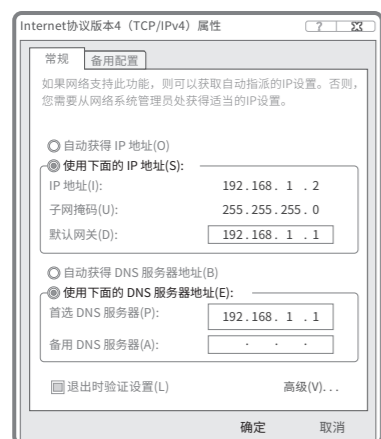 Internet协议版本4（TCP/IPv4）属性
常规 备用配置
如果网络支持此功能，则可以获取自动指派的IP设置。否则，
您需要从网络系统管理员处获得适当的IP设置。
自动获得 IP 地址(O)
使用下面的 IP 地址(S):
IP 地址(I): 192.168. 1 .2
子网掩码(U): 255.255.255.0
默认网关(D): 192.168. 1 .1
自动获得 DNS 服务器地址(B)
使用下面的 DNS 服务器地址(E):
首选 DNS 服务器(P): 192.168. 1 .1
备用 DNS 服务器(A): . . .
退出时验证设置(L) 高级(V)...
确定 取消